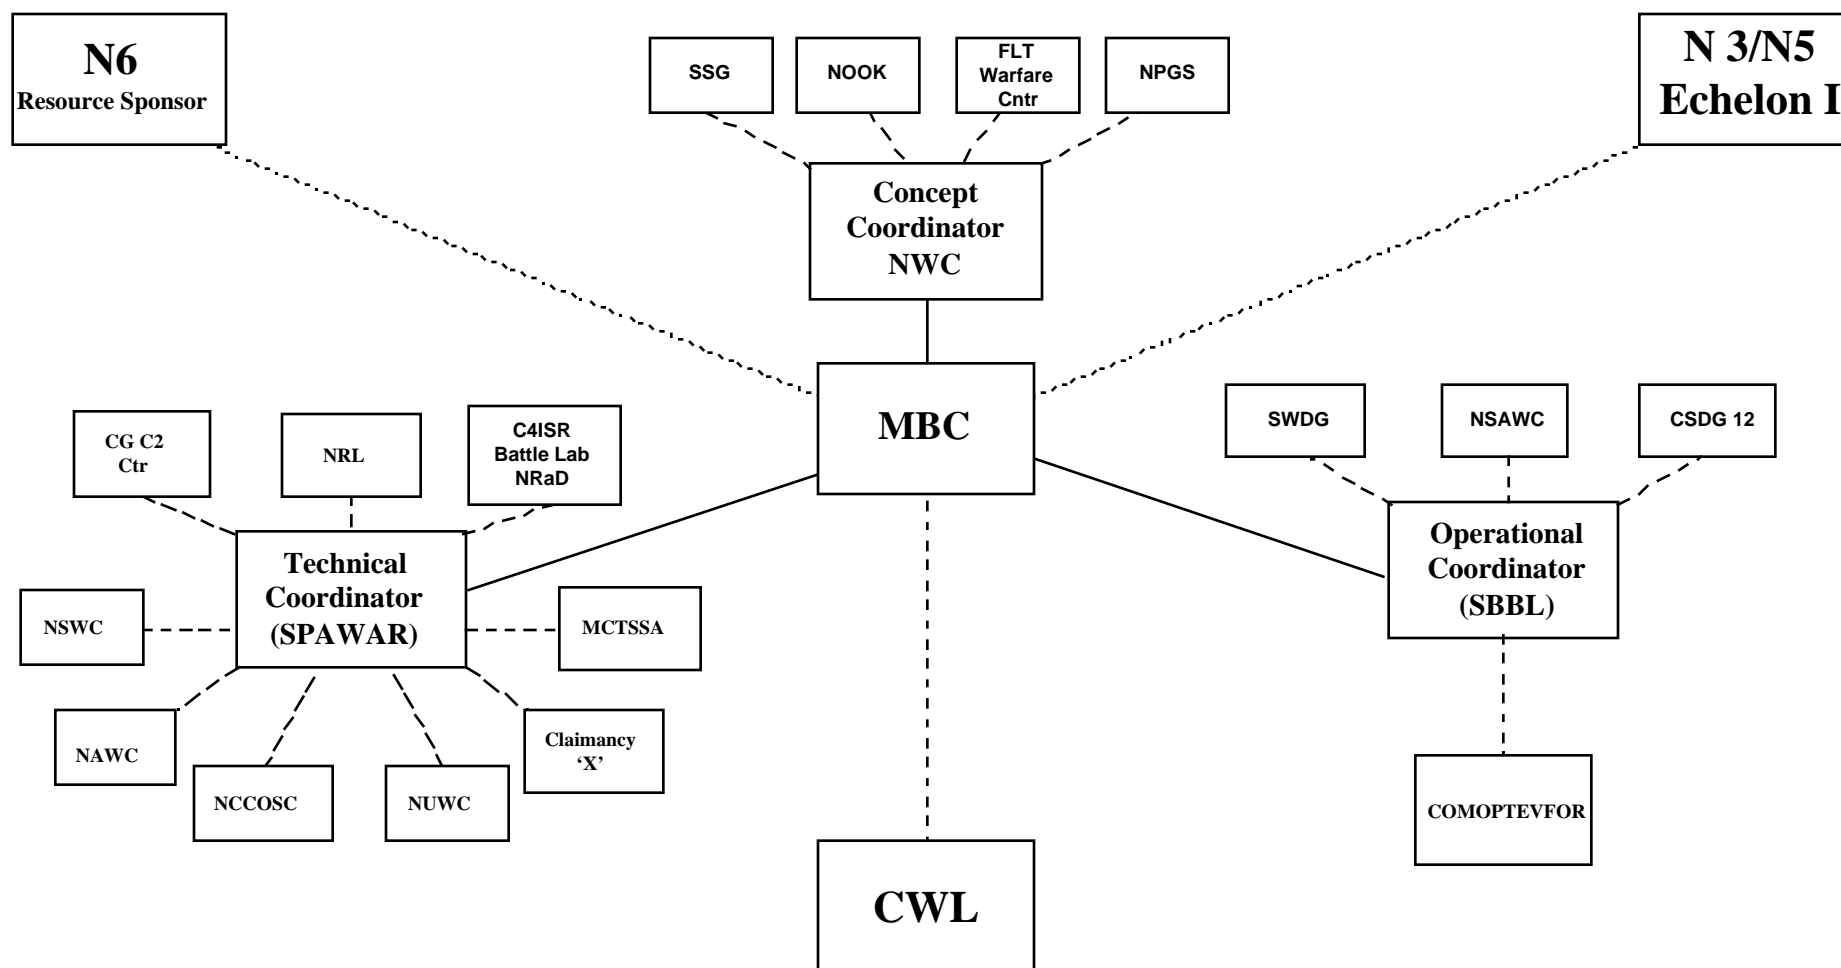 N6
Resource Sponsor
SSG
NOOK
FLT
Warfare
Cntr
NPGS
N 3/N5
Echelon I
Concept
Coordinator
NWC
MBC
CG C2
Ctr
NRL
C4ISR
Battle Lab
NRaD
SWDG
NSAWC
CSDG 12
Technical
Coordinator
(SPAWAR)
Operational
Coordinator
(SBBL)
NSWC
MCTSSA
NAWC
NCCOSC
NUWC
Claimancy
‘X’
COMOPTEVFOR
CWL